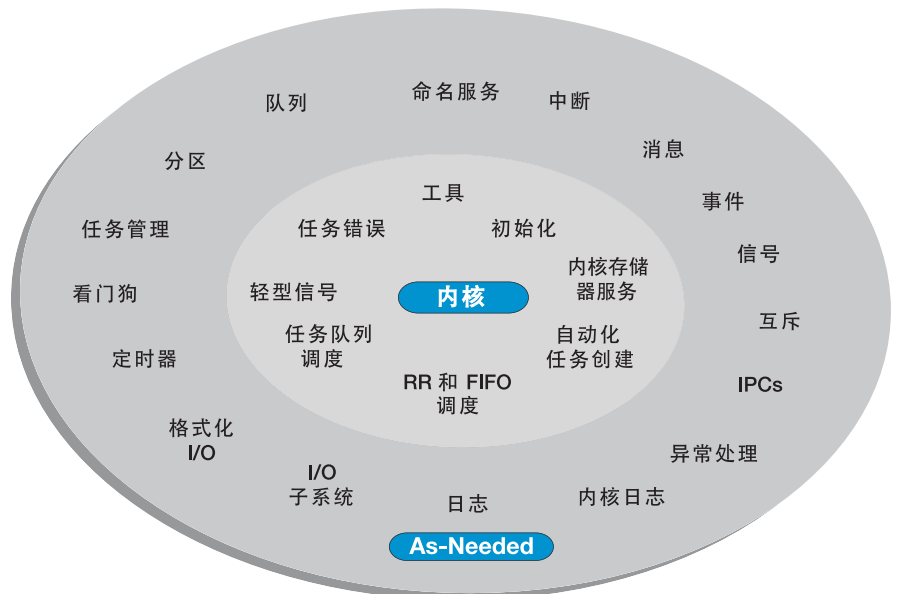 命名服务
队列
中断
消息
分区
工具
事件
任务错误
初始化
任务管理
信号
内核存储
器服务
看门狗
轻型信号
内核
互斥
任务队列
调度
自动化
任务创建
定时器
RR 和 FIFO
调度
IPCs
格式化
I/O
异常处理
I/O
子系统
日志
内核日志
As-Needed